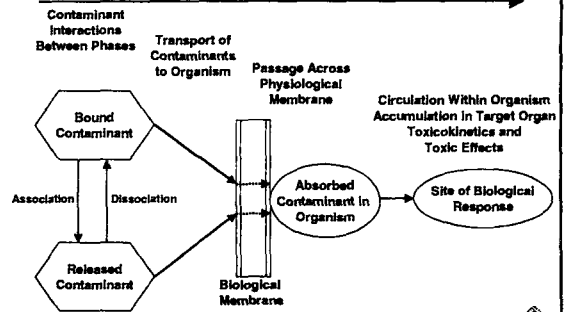 Contaminant
Interactions
Between Phases
Transport of
Contaminants
to Organism
Passage Across
Physiological
Membrane
Circulation Within Organism
Accumulation in Target Organ
Toxicokinetics and
Toxic Effects
Bound
Contaminant
Association
Dissociation
Absorbed
Contaminant in
Organism
Site of Biological
Response
Released
Contaminant
Biological
Membrane